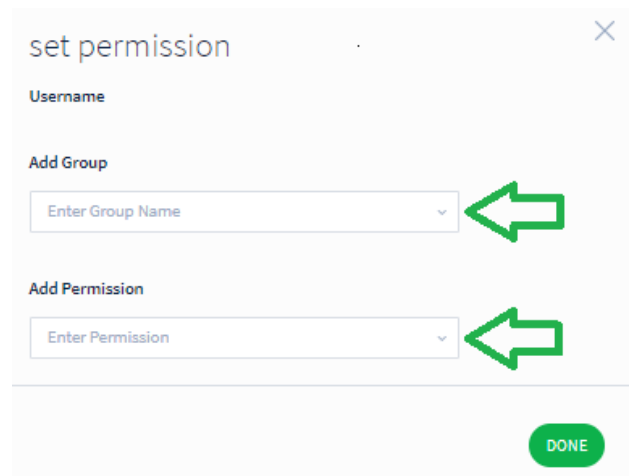 set permission
Username
Add Group
Enter Group Name
Add Permission
Enter Permission
DONE